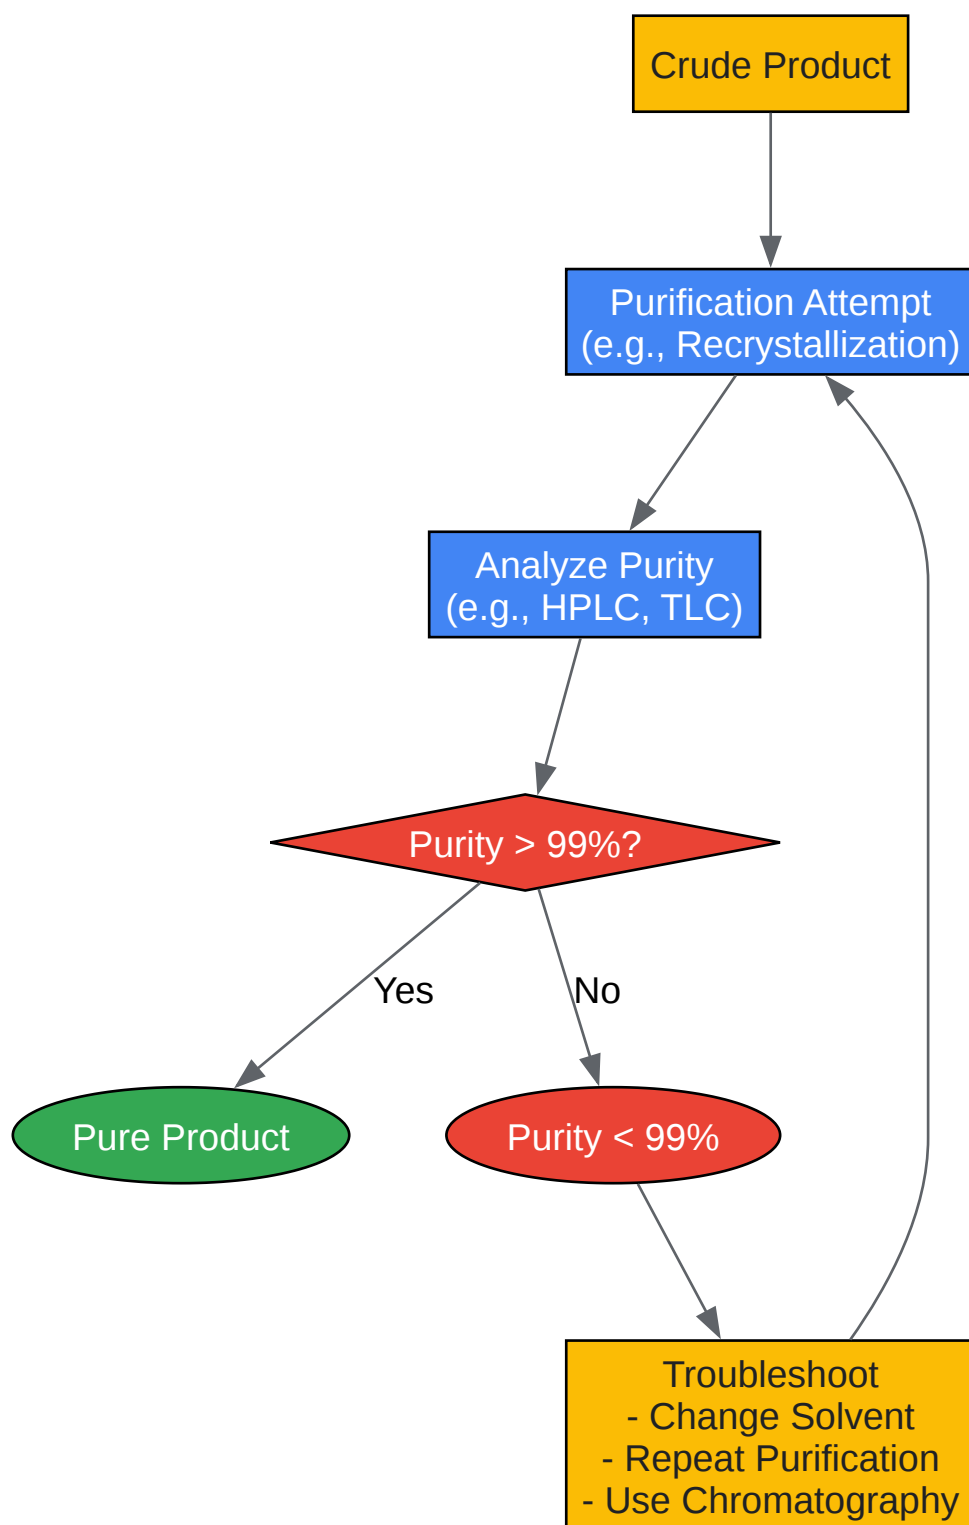 Crude Product
Purification Attempt
(e.g., Recrystallization)
Analyze Purity
(e.g., HPLC, TLC)
Purity > 99%?
Yes
No
Pure Product
Purity < 99%
Troubleshoot
- Change Solvent
- Repeat Purification
- Use Chromatography